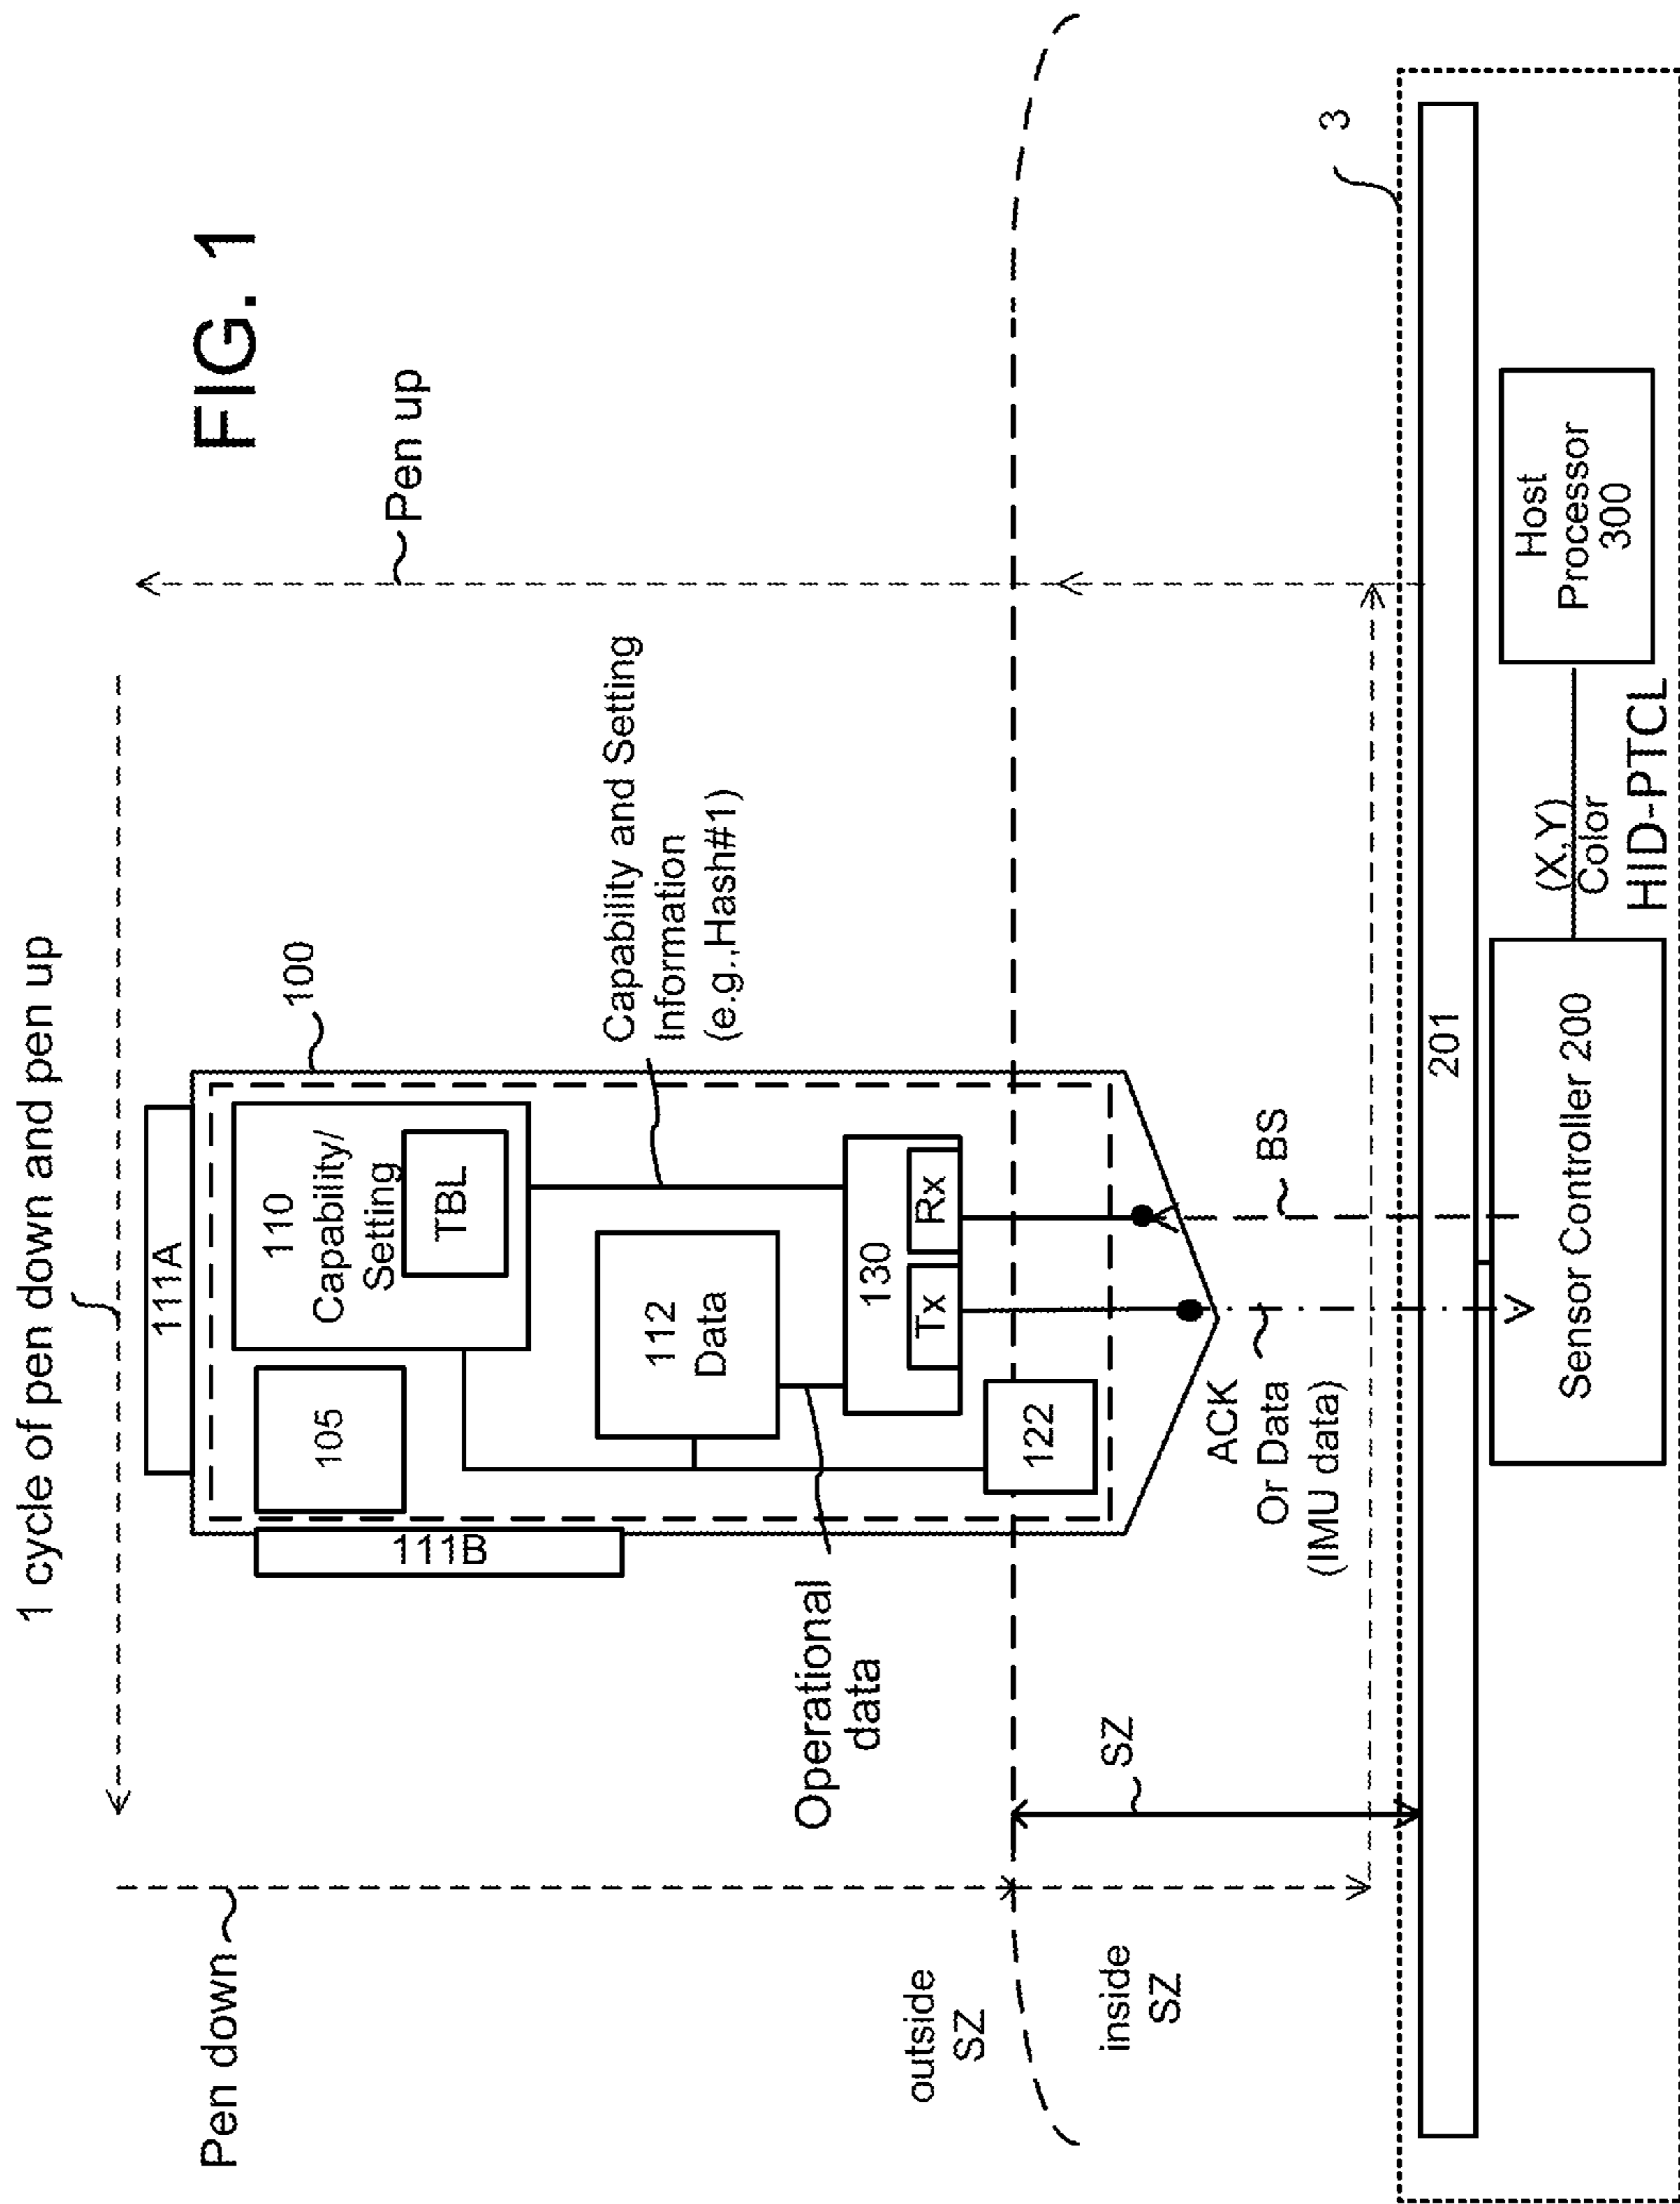 FIG. 1
1 cycle of pen down and pen up
Pen down
Pen up
111A
100
111B
105
110
Capability/
Setting
TBL
Capability and Setting
Information
(e.g.,Hash#1)
112
Data
Operational
data
130
Tx
Rx
122
outside
SZ
inside
SZ
SZ
ACK
Or Data
(IMU data)
BS
3
201
Sensor Controller 200
(X,Y)
Color
HID-PTCL
Host
Processor
300